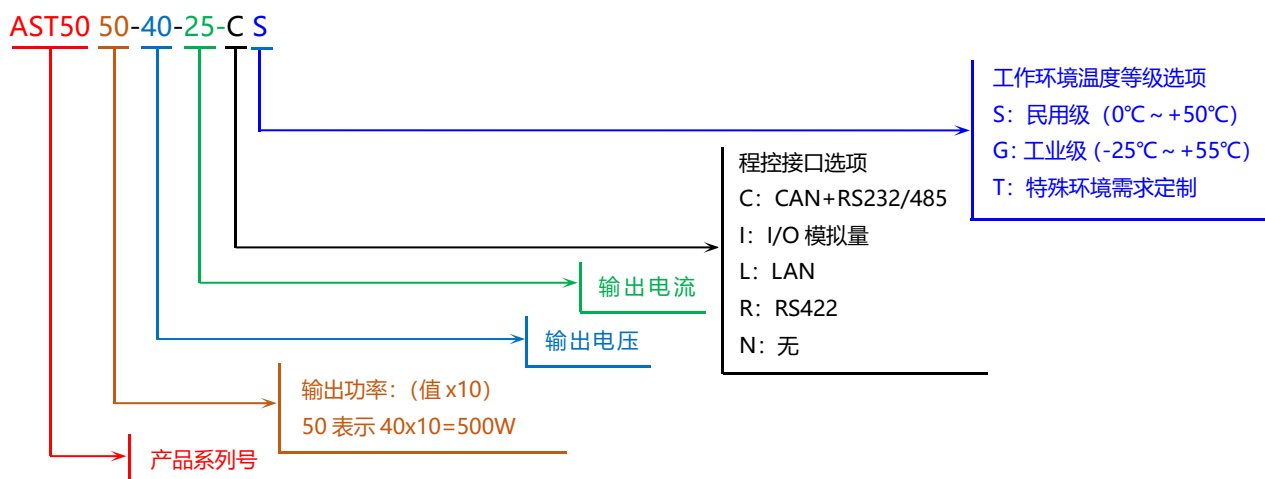 AST50 50-40-25-C S
工作环境温度等级选项
S：民用级（0℃～+50℃）
G: 工业级 (-25℃～+55℃)
T：特殊环境需求定制
程控接口选项
C：CAN+RS232/485
I：I/O 模拟量
L：LAN
R：RS422
N：无
输出电流
输出电压
输出功率:（值 x10）
50 表示 40x10=500W
产品系列号